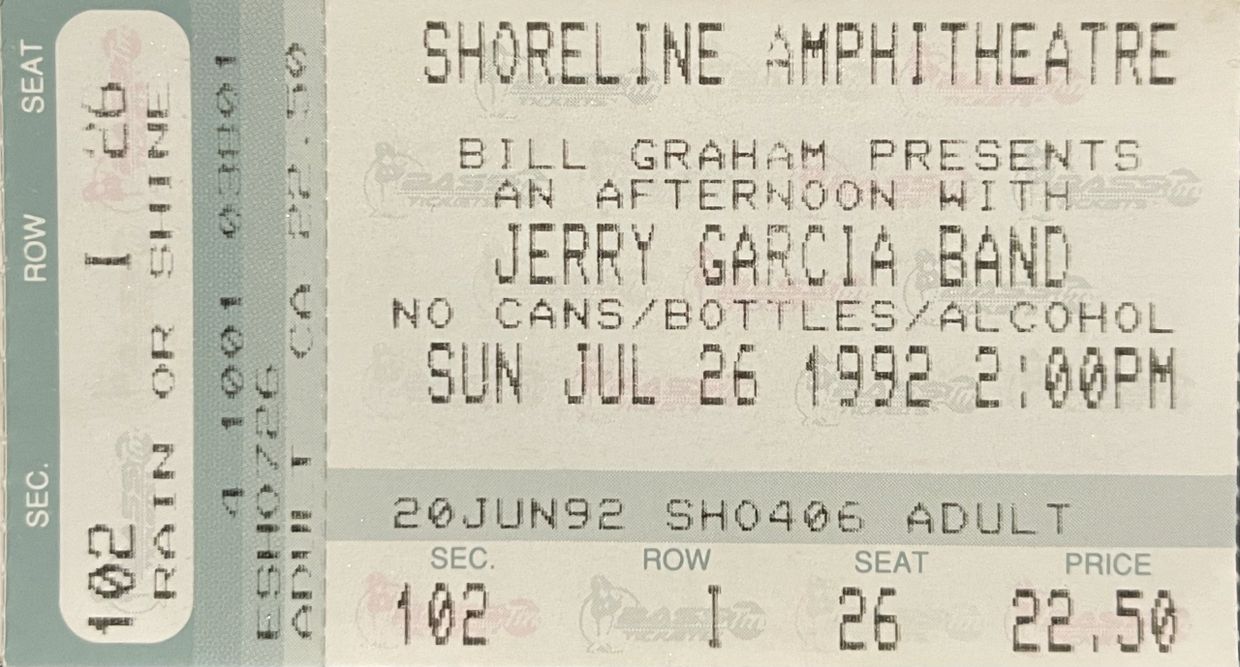 SHORELINE AMPHITHEATRE
BILL GRAHAM PRESENTS
AN AFTERNOON WITH
JERRY GARCIA BAND
NO CANS/BOTTLES/ALCOHOL
SUN JUL 26 1992 2:00PM
20JUN92 SHO406 ADULT
SEC. ROW SEAT PRICE
102 I 26 22.50
SEC. ROW SEAT
102 I 26
RAIN OR SHINE
4 1001
ESH0726
ADULT CA 22.50